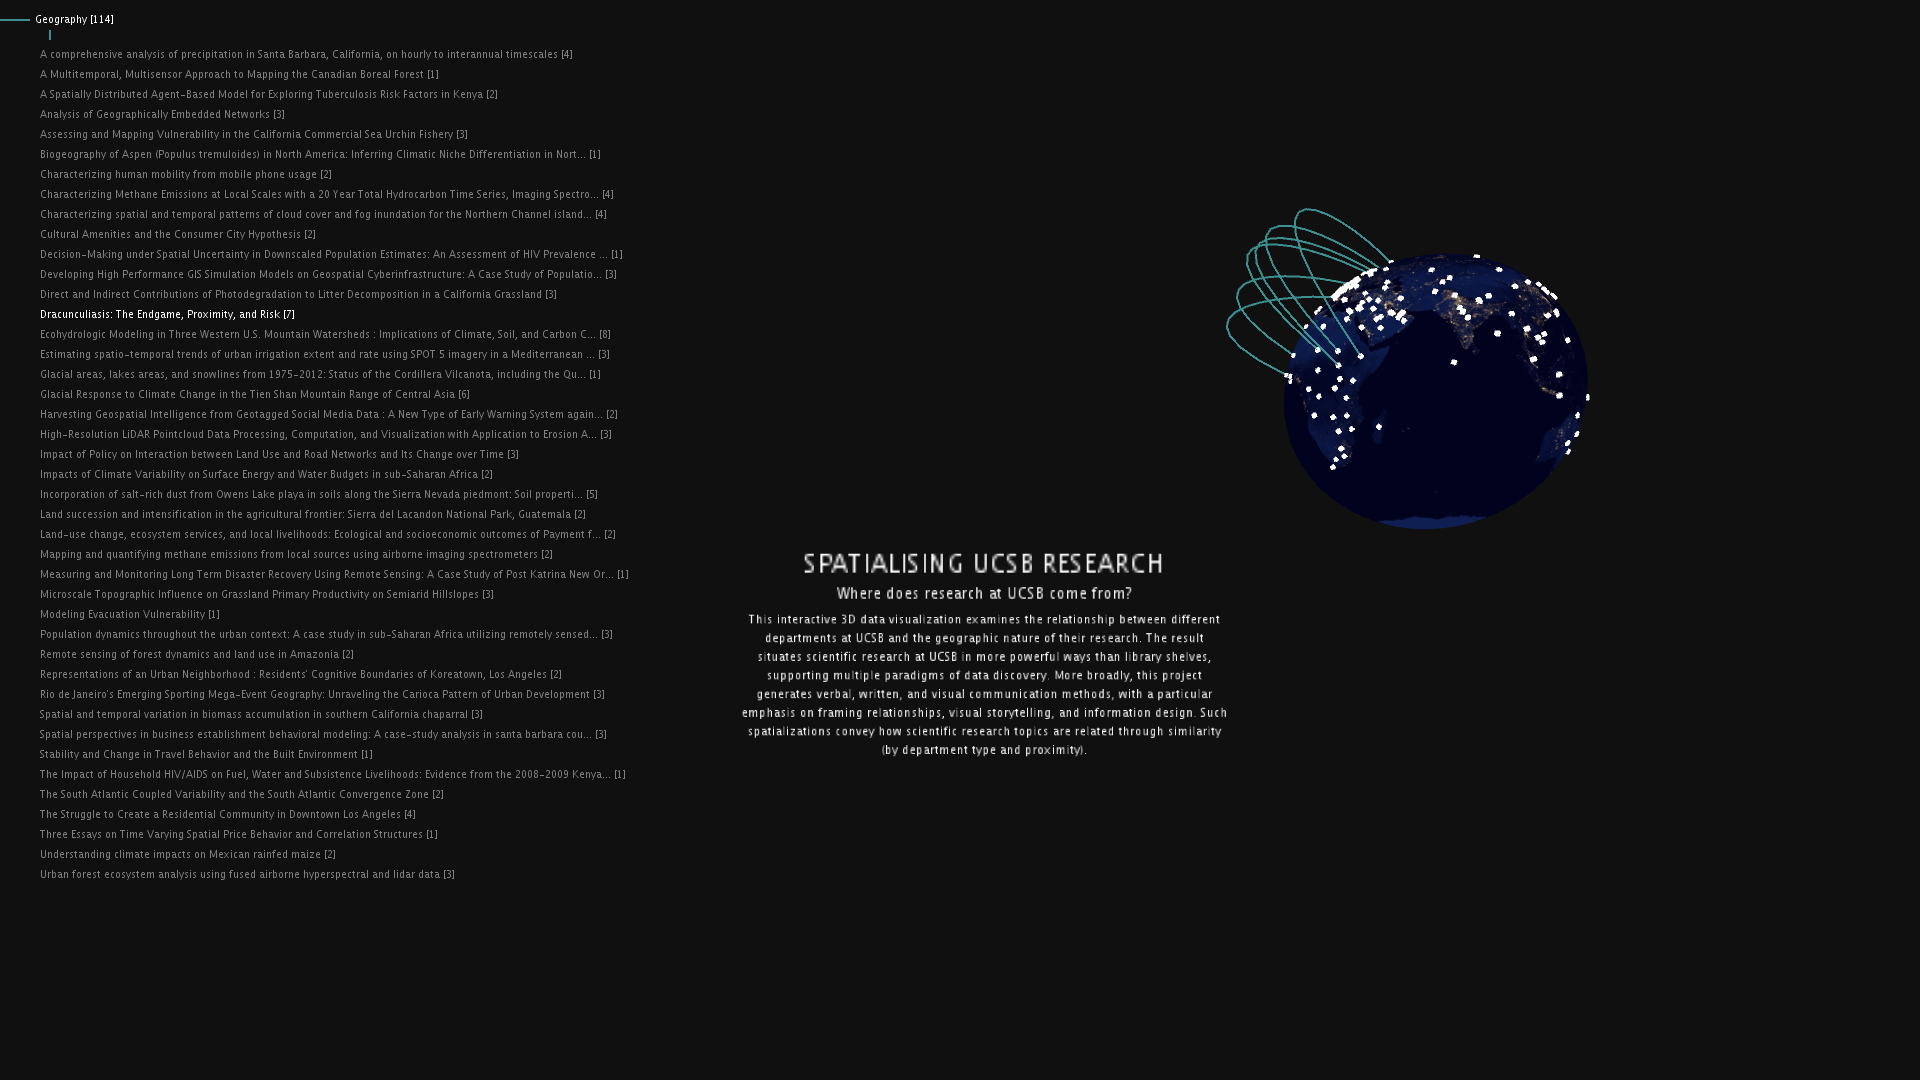 Geography [114]
A comprehensive analysis of precipitation in Santa Barbara, California, on hourly to interannual timescales [4]
A Multitemporal, Multisensor Approach to Mapping the Canadian Boreal Forest [1]
A Spatially Distributed Agent-Based Model for Exploring Tuberculosis Risk Factors in Kenya [2]
Analysis of Geographically Embedded Networks [3]
Assessing and Mapping Vulnerability in the California Commercial Sea Urchin Fishery [3]
Biogeography of Aspen (Populus tremuloides) in North America: Inferring Climatic Niche Differentiation in Nort... [1]
Characterizing human mobility from mobile phone usage [2]
Characterizing Methane Emissions at Local Scales with a 20 Year Total Hydrocarbon Time Series, Imaging Spectro... [4]
Characterizing spatial and temporal patterns of cloud cover and fog inundation for the Northern Channel island... [4]
Cultural Amenities and the Consumer City Hypothesis [2]
Decision-Making under Spatial Uncertainty in Downscaled Population Estimates: An Assessment of HIV Prevalence ... [1]
Developing High Performance GIS Simulation Models on Geospatial Cyberinfrastructure: A Case Study of Populatio... [3]
Direct and Indirect Contributions of Photodegradation to Litter Decomposition in a California Grassland [3]
Dracunculiasis: The Endgame, Proximity, and Risk [7]
Ecohydrologic Modeling in Three Western U.S. Mountain Watersheds : Implications of Climate, Soil, and Carbon C... [8]
Estimating spatio-temporal trends of urban irrigation extent and rate using SPOT 5 imagery in a Mediterranean ... [3]
Glacial areas, lakes areas, and snowlines from 1975-2012: Status of the Cordillera Vilcanota, including the Qu... [1]
Glacial Response to Climate Change in the Tien Shan Mountain Range of Central Asia [6]
Harvesting Geospatial Intelligence from Geotagged Social Media Data : A New Type of Early Warning System again... [2]
High-Resolution LiDAR Pointcloud Data Processing, Computation, and Visualization with Application to Erosion A... [3]
Impact of Policy on Interaction between Land Use and Road Networks and Its Change over Time [3]
Impacts of Climate Variability on Surface Energy and Water Budgets in sub-Saharan Africa [2]
Incorporation of salt-rich dust from Owens Lake playa in soils along the Sierra Nevada piedmont: Soil properti... [5]
Land succession and intensification in the agricultural frontier: Sierra del Lacandon National Park, Guatemala [2]
Land-use change, ecosystem services, and local livelihoods: Ecological and socioeconomic outcomes of Payment f... [2]
Mapping and quantifying methane emissions from local sources using airborne imaging spectrometers [2]
Measuring and Monitoring Long Term Disaster Recovery Using Remote Sensing: A Case Study of Post Katrina New Or... [1]
Microscale Topographic Influence on Grassland Primary Productivity on Semiarid Hillslopes [3]
Modeling Evacuation Vulnerability [1]
Population dynamics throughout the urban context: A case study in sub-Saharan Africa utilizing remotely sensed... [3]
Remote sensing of forest dynamics and land use in Amazonia [2]
Representations of an Urban Neighborhood : Residents' Cognitive Boundaries of Koreatown, Los Angeles [2]
Rio de Janeiro's Emerging Sporting Mega-Event Geography: Unraveling the Carioca Pattern of Urban Development [3]
Spatial and temporal variation in biomass accumulation in southern California chaparral [3]
Spatial perspectives in business establishment behavioral modeling: A case-study analysis in santa barbara cou... [3]
Stability and Change in Travel Behavior and the Built Environment [1]
The Impact of Household HIV/AIDS on Fuel, Water and Subsistence Livelihoods: Evidence from the 2008-2009 Kenya... [1]
The South Atlantic Coupled Variability and the South Atlantic Convergence Zone [2]
The Struggle to Create a Residential Community in Downtown Los Angeles [4]
Three Essays on Time Varying Spatial Price Behavior and Correlation Structures [1]
Understanding climate impacts on Mexican rainfed maize [2]
Urban forest ecosystem analysis using fused airborne hyperspectral and lidar data [3]
SPATIALISING UCSB RESEARCH
Where does research at UCSB come from?
This interactive 3D data visualization examines the relationship between different
departments at UCSB and the geographic nature of their research. The result
situates scientific research at UCSB in more powerful ways than library shelves,
supporting multiple paradigms of data discovery. More broadly, this project
generates verbal, written, and visual communication methods, with a particular
emphasis on framing relationships, visual storytelling, and information design. Such
spatializations convey how scientific research topics are related through similarity
(by department type and proximity).